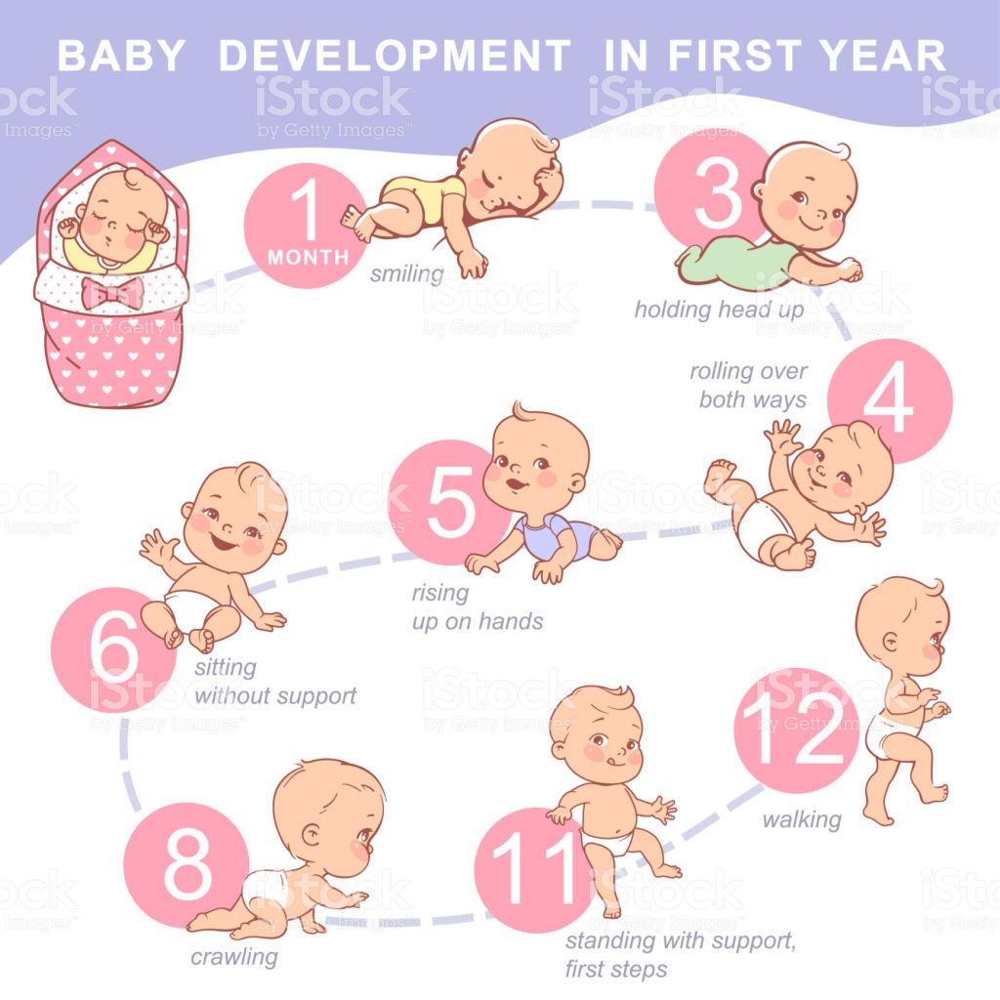 BABY DEVELOPMENT IN FIRST YEAR
iStock
by Getty Images™
1
MONTH
smiling
3
holding head up
4
rolling over
both ways
5
rising
up on hands
6
sitting
without support
8
crawling
11
standing with support,
first steps
12
walking